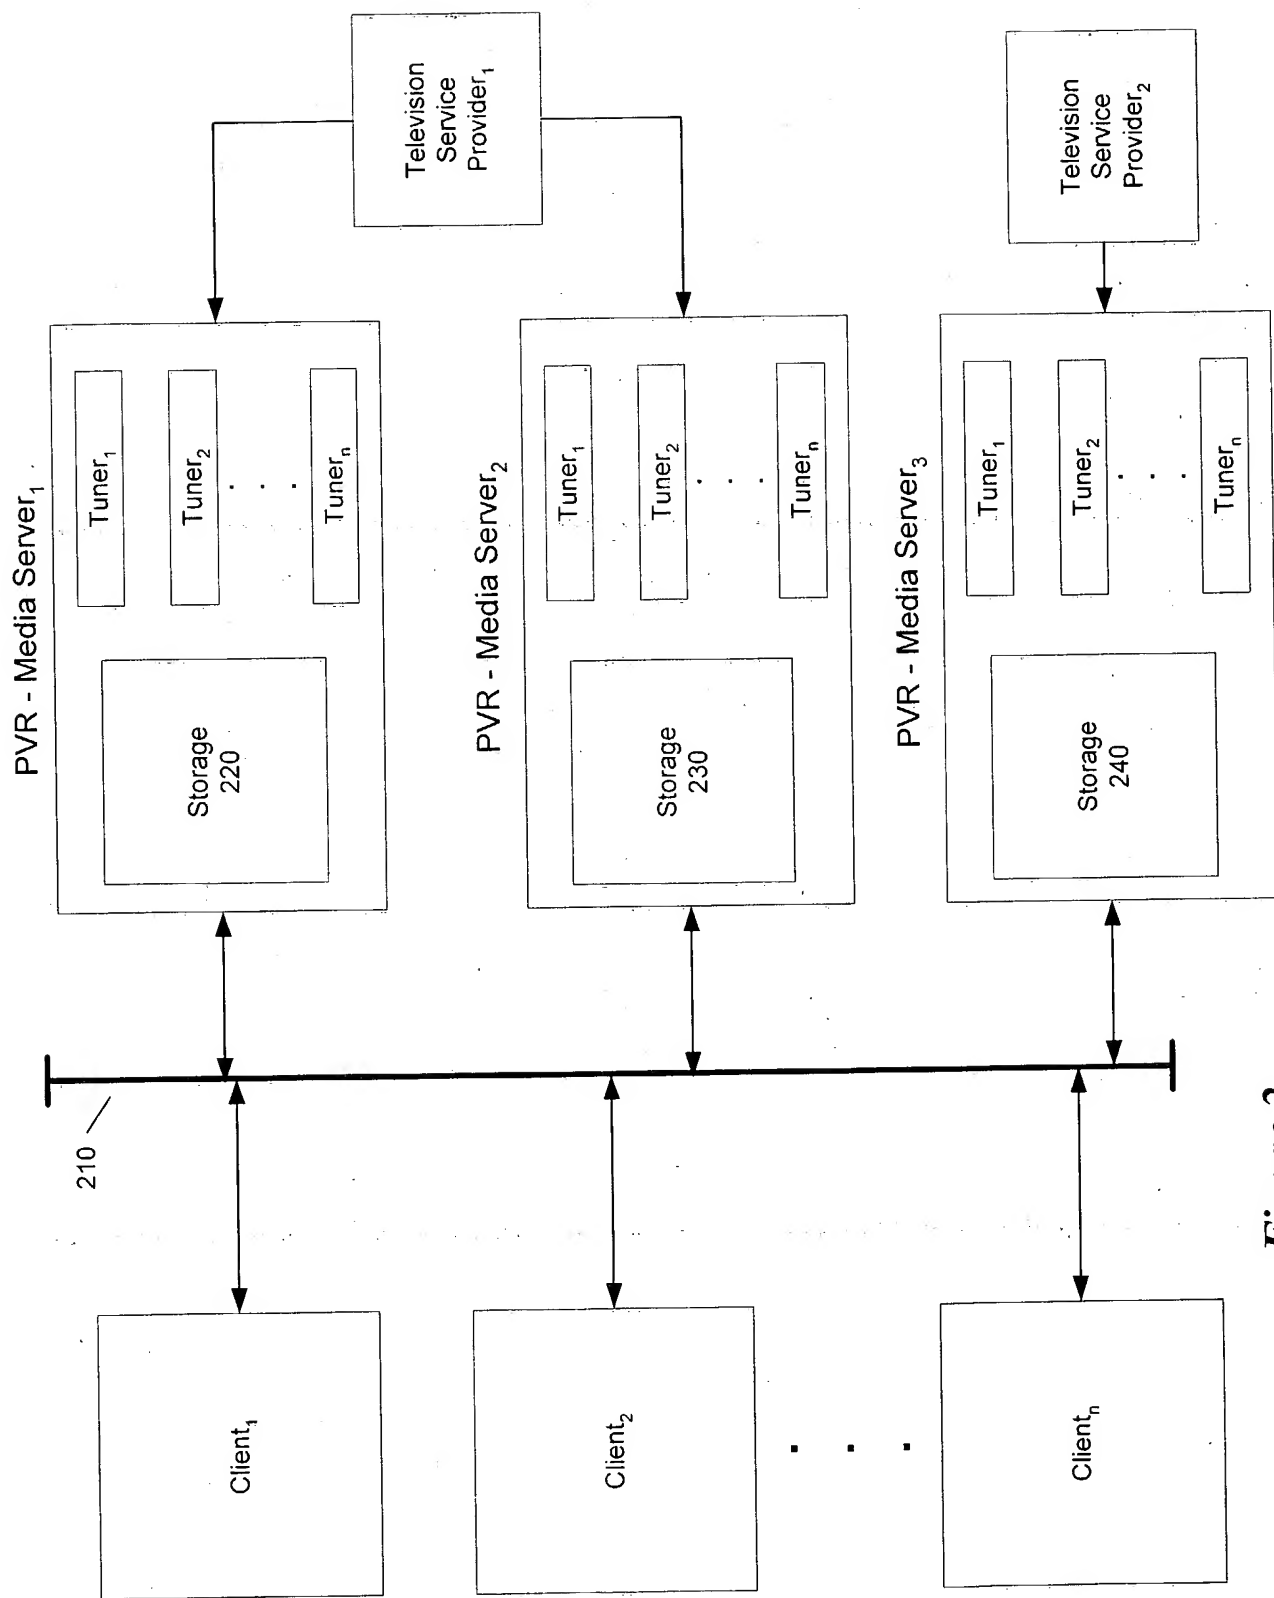 PVR - Media Server₁
210
Client₁
Storage
220
Tuner₁
Tuner₂
Tunerₙ
Television
Service
Provider₁
PVR - Media Server₂
Client₂
Storage
230
Tuner₁
Tuner₂
Tunerₙ
PVR - Media Server₃
Clientₙ
Storage
240
Tuner₁
Tuner₂
Tunerₙ
Television
Service
Provider₂